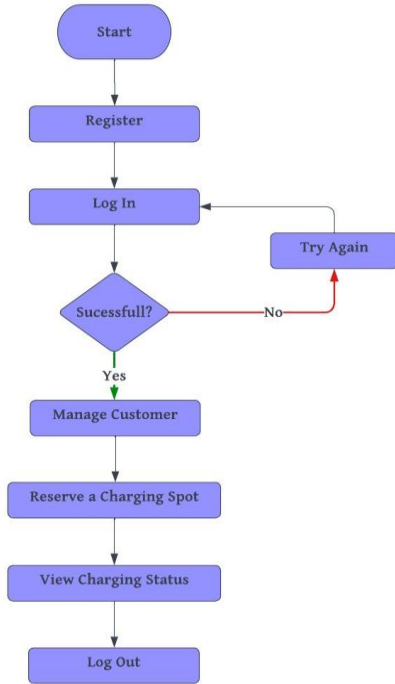 Start
Register
Log In
Try Again
Sucessfull?
No
Yes
Manage Customer
Reserve a Charging Spot
View Charging Status
Log Out